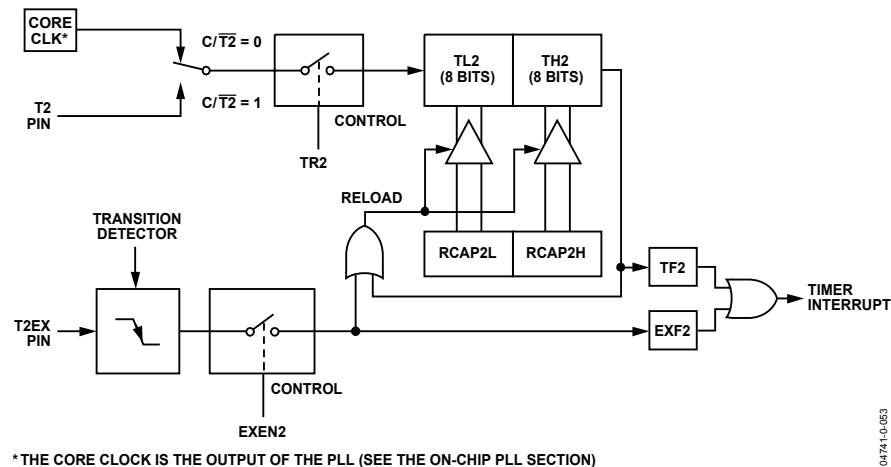 CORE
CLK*
C/T2 = 0
C/T2 = 1
T2
PIN
CONTROL
TR2
TL2
(8 BITS)
TH2
(8 BITS)
RELOAD
TRANSITION
DETECTOR
RCAP2L
RCAP2H
TF2
TIMER
INTERRUPT
T2EX
PIN
EXF2
CONTROL
EXEN2
*THE CORE CLOCK IS THE OUTPUT OF THE PLL (SEE THE ON-CHIP PLL SECTION)
04741-0-053